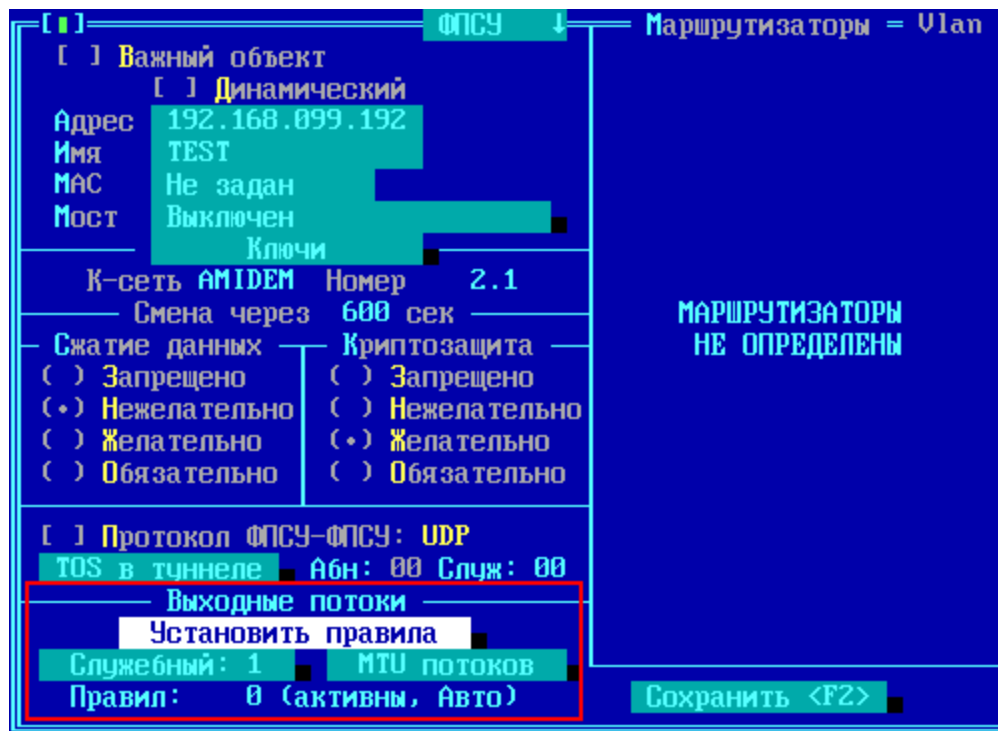 [▮] ФПСУ ↓
[ ] Важный объект
[ ] Динамический
Адрес 192.168.099.192
Имя TEST
МАС Не задан
Мост Выключен
Ключи
К-сеть AMIDEM Номер 2.1
Смена через 600 сек
Сжатие данных
( ) Запрещено
(•) Нежелательно
( ) Желательно
( ) Обязательно
Криптозащита
( ) Запрещено
( ) Нежелательно
(•) Желательно
( ) Обязательно
[ ] Протокол ФПСУ-ФПСУ: UDP
TOS в туннеле Абн: 00 Служ: 00
Выходные потоки
Установить правила
Служебный: 1 MTU потоков
Правил: 0 (активны, Авто)
Маршрутизаторы = Vlan
МАРШРУТИЗАТОРЫ
НЕ ОПРЕДЕЛЕНЫ
Сохранить <F2>